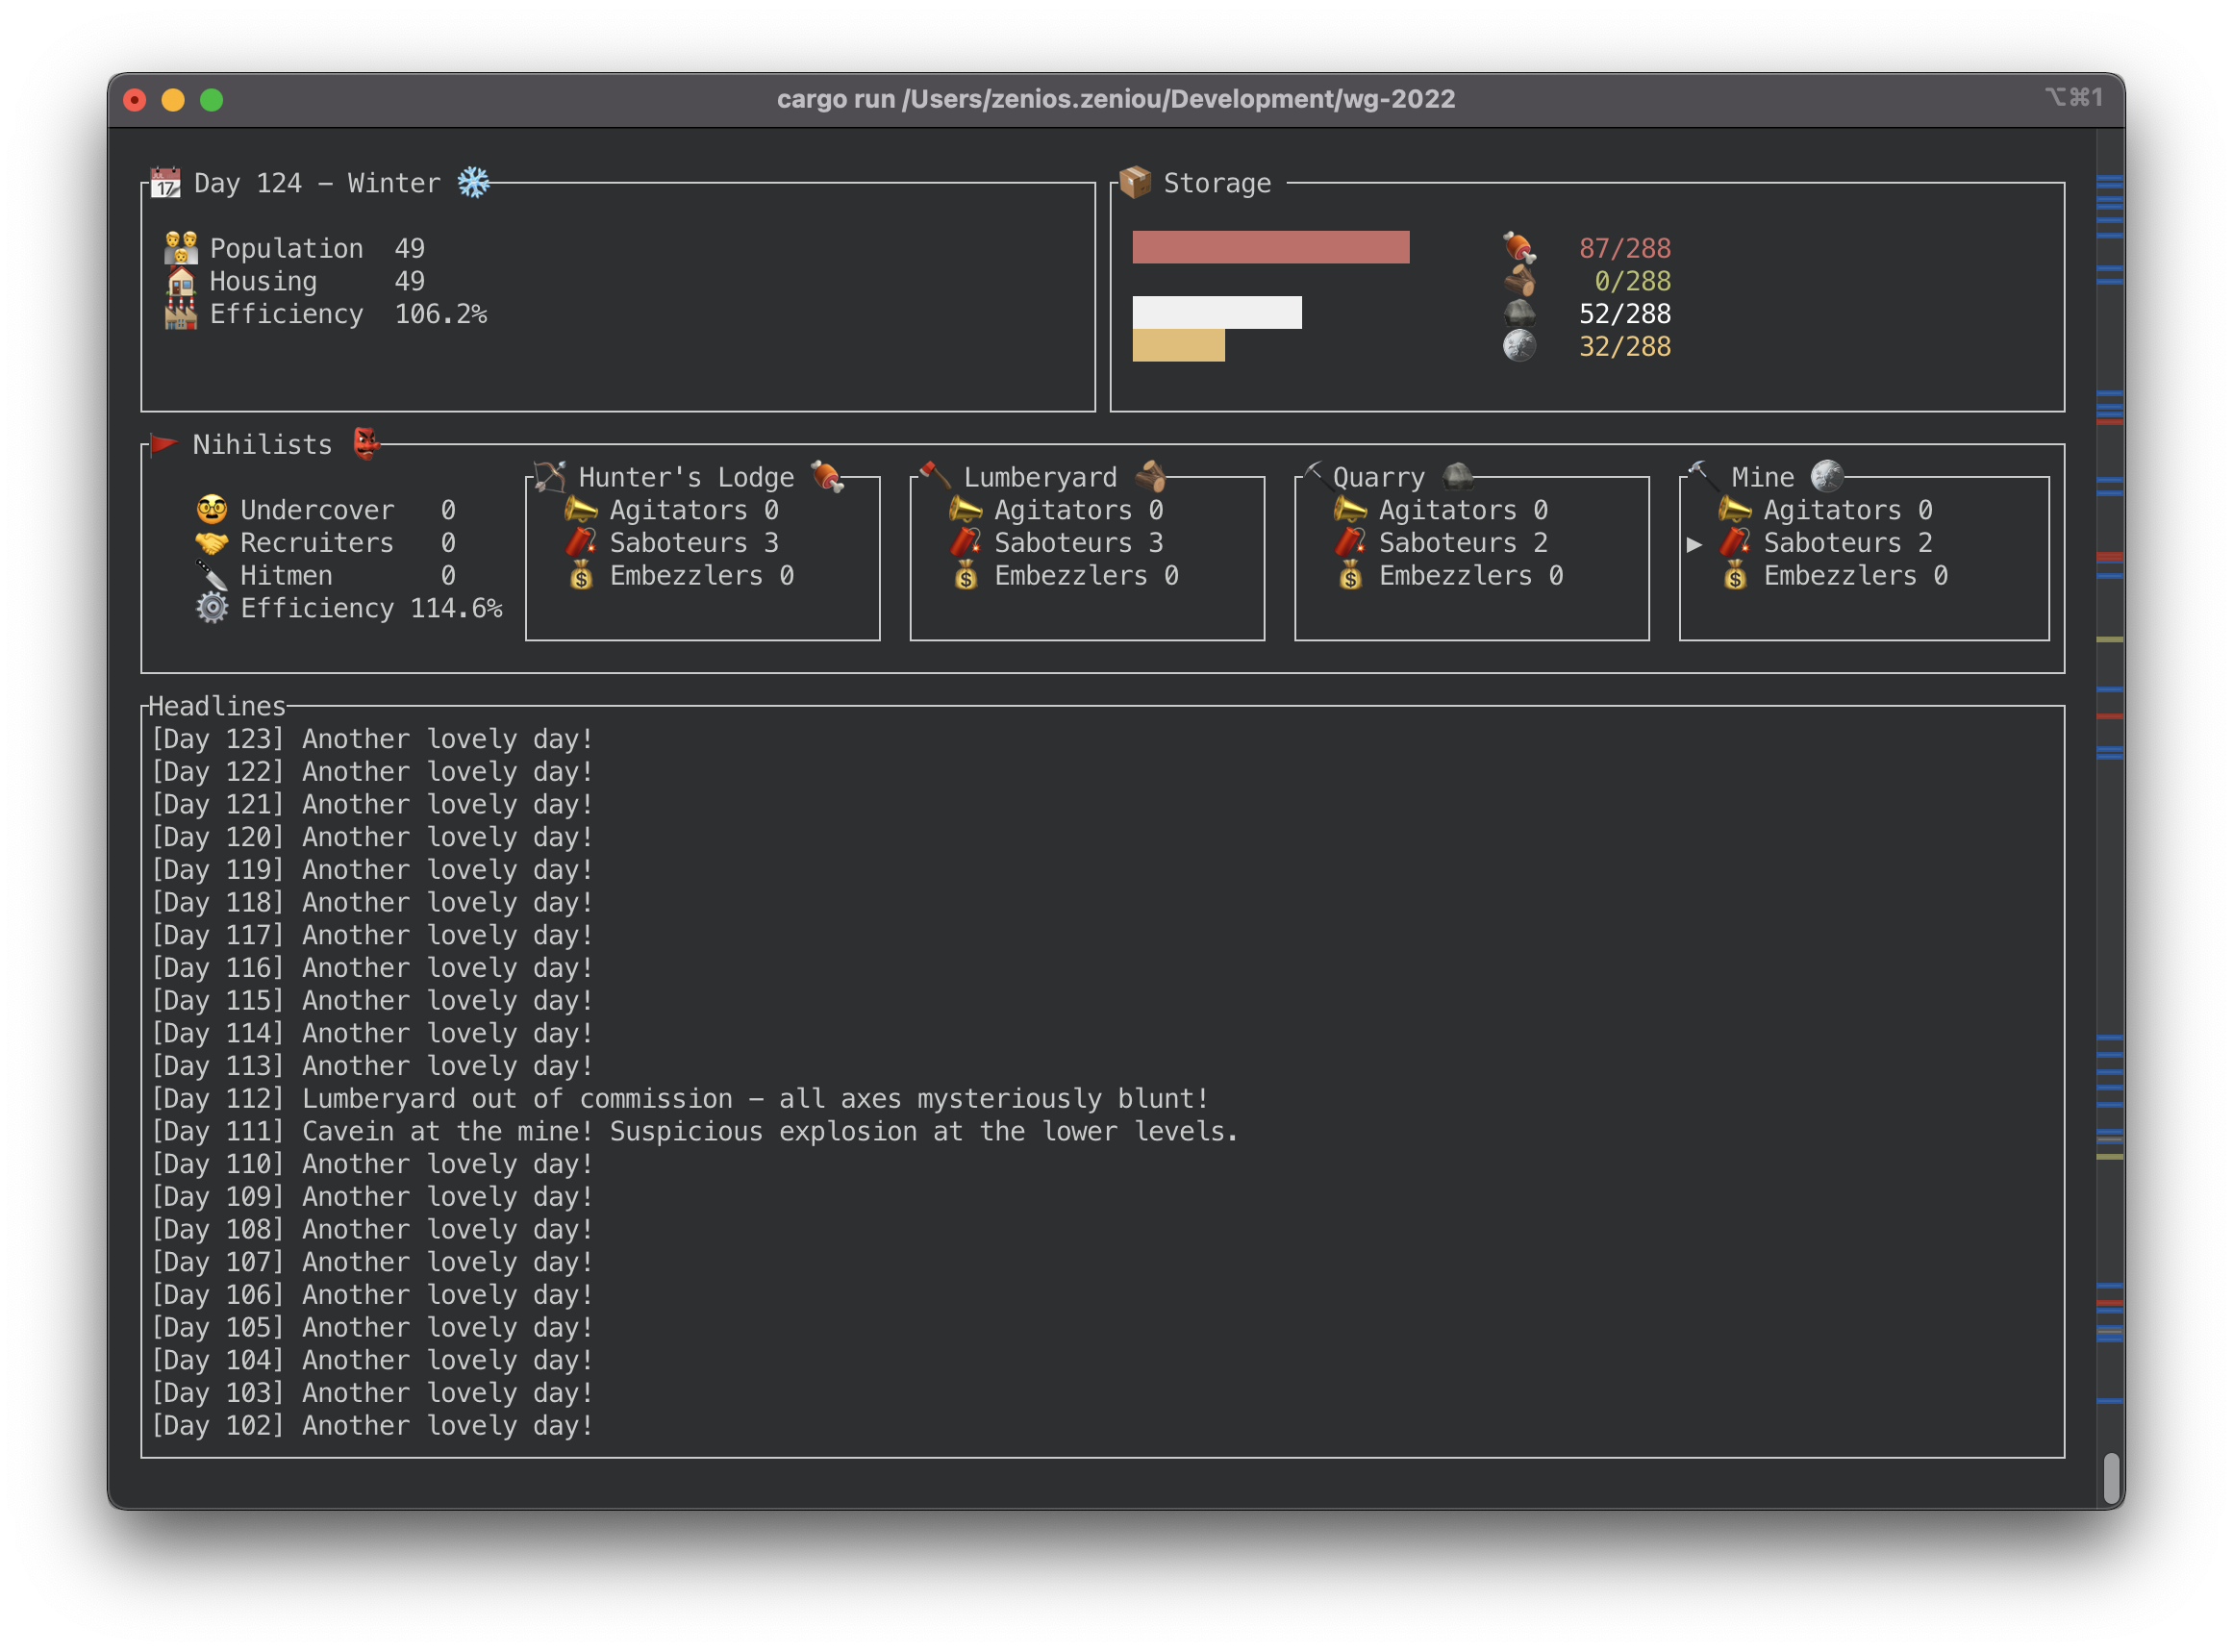 cargo run /Users/zenios.zeniou/Development/wg-2022
⌥⌘1
Day 124 – Winter
Population 49
Housing 49
Efficiency 106.2%
Storage
87/288
0/288
52/288
32/288
Nihilists
Undercover 0
Recruiters 0
Hitmen 0
Efficiency 114.6%
Hunter's Lodge
Agitators 0
Saboteurs 3
Embezzlers 0
Lumberyard
Agitators 0
Saboteurs 3
Embezzlers 0
Quarry
Agitators 0
Saboteurs 2
Embezzlers 0
Mine
Agitators 0
▶ Saboteurs 2
Embezzlers 0
Headlines
[Day 123] Another lovely day!
[Day 122] Another lovely day!
[Day 121] Another lovely day!
[Day 120] Another lovely day!
[Day 119] Another lovely day!
[Day 118] Another lovely day!
[Day 117] Another lovely day!
[Day 116] Another lovely day!
[Day 115] Another lovely day!
[Day 114] Another lovely day!
[Day 113] Another lovely day!
[Day 112] Lumberyard out of commission – all axes mysteriously blunt!
[Day 111] Cavein at the mine! Suspicious explosion at the lower levels.
[Day 110] Another lovely day!
[Day 109] Another lovely day!
[Day 108] Another lovely day!
[Day 107] Another lovely day!
[Day 106] Another lovely day!
[Day 105] Another lovely day!
[Day 104] Another lovely day!
[Day 103] Another lovely day!
[Day 102] Another lovely day!